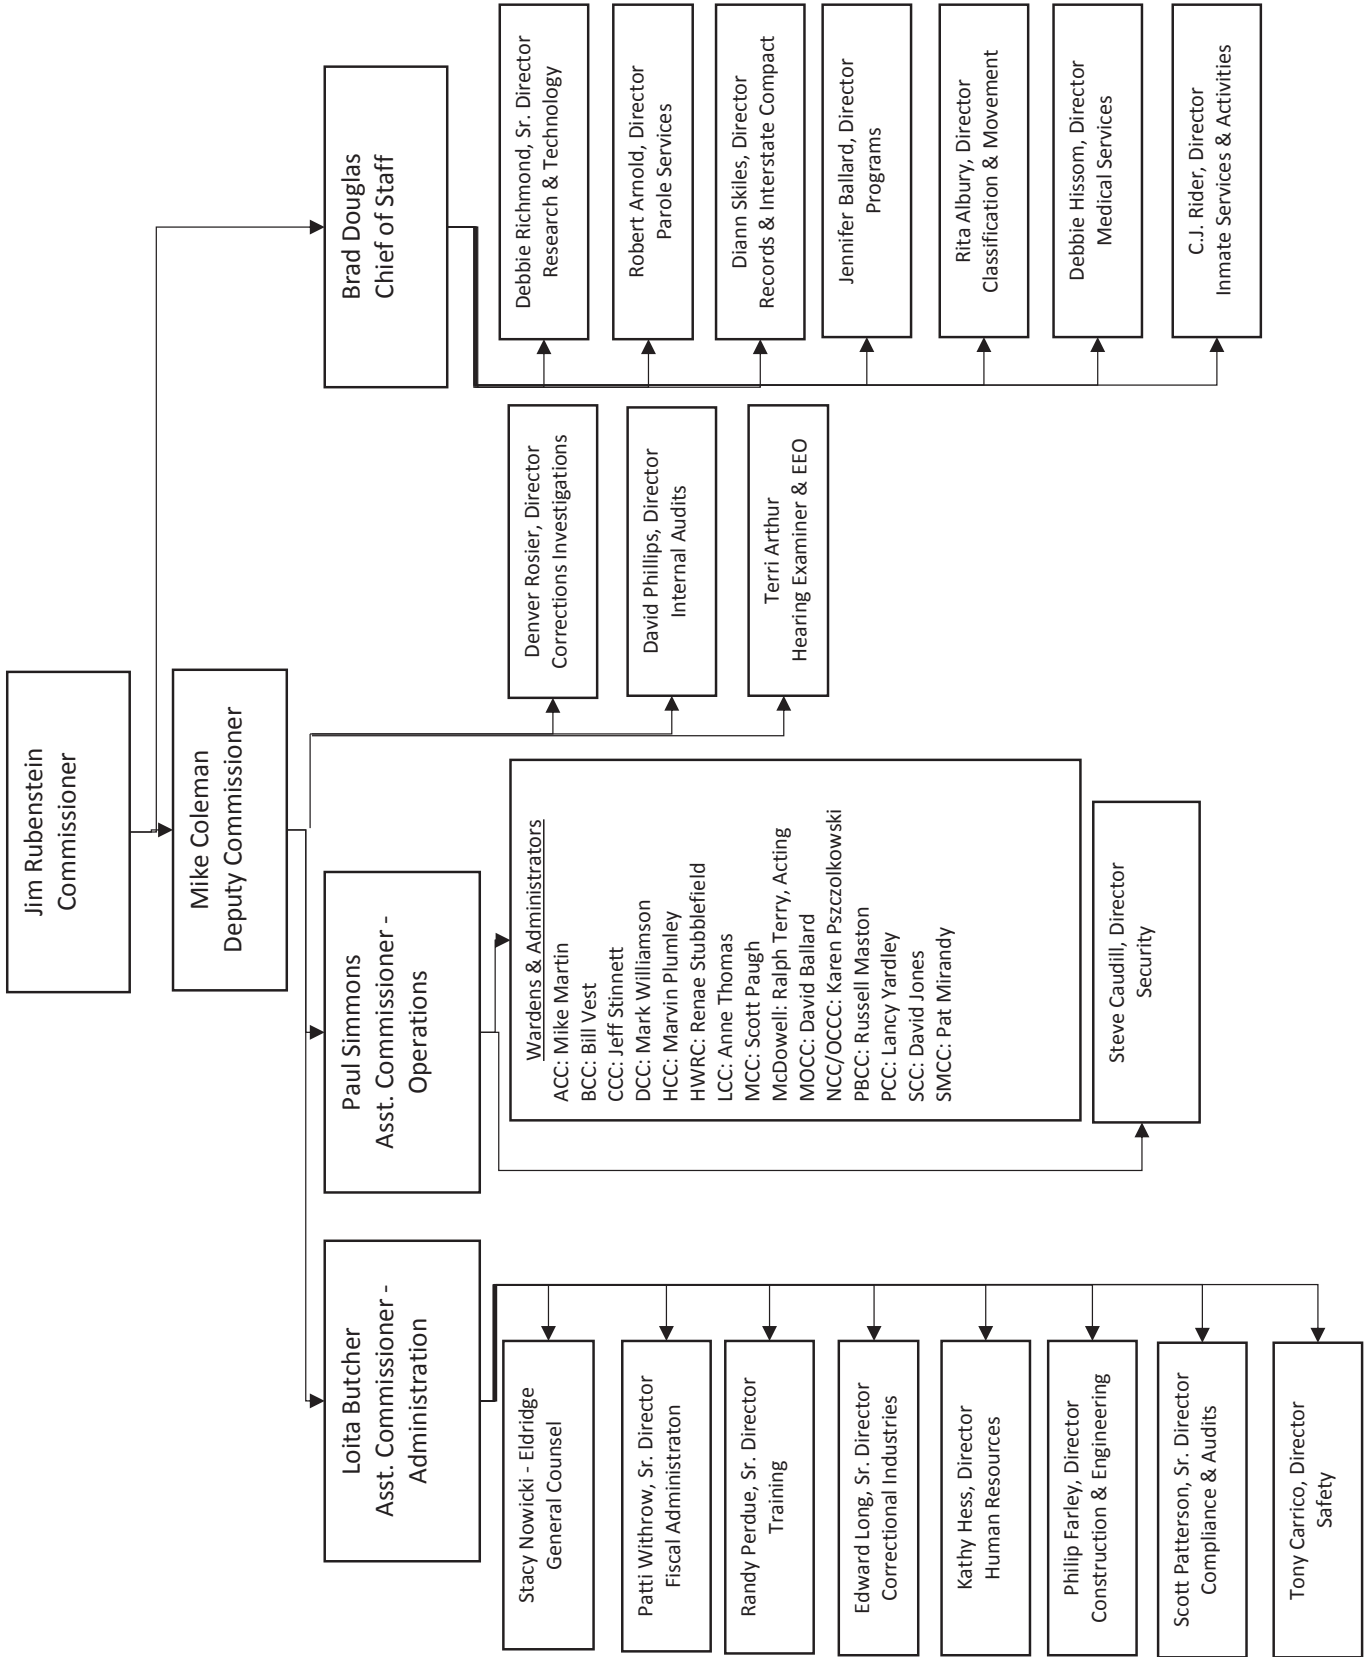 Jim Rubenstein
Commissioner
Mike Coleman
Deputy Commissioner
Loita Butcher
Asst. Commissioner -
Administration
Paul Simmons
Asst. Commissioner -
Operations
Brad Douglas
Chief of Staff
Stacy Nowicki - Eldridge
General Counsel
Patti Withrow, Sr. Director
Fiscal Administraton
Randy Perdue, Sr. Director
Training
Edward Long, Sr. Director
Correctional Industries
Kathy Hess, Director
Human Resources
Philip Farley, Director
Construction & Engineering
Scott Patterson, Sr. Director
Compliance & Audits
Tony Carrico, Director
Safety
Wardens & Administrators
ACC: Mike Martin
BCC: Bill Vest
CCC: Jeff Stinnett
DCC: Mark Williamson
HCC: Marvin Plumley
HWRC: Renae Stubblefield
LCC: Anne Thomas
MCC: Scott Paugh
McDowell: Ralph Terry, Acting
MOCC: David Ballard
NCC/OCCC: Karen Pszczolkowski
PBCC: Russell Maston
PCC: Lancy Yardley
SCC: David Jones
SMCC: Pat Mirandy
Steve Caudill, Director
Security
Denver Rosier, Director
Corrections Investigations
David Phillips, Director
Internal Audits
Terri Arthur
Hearing Examiner & EEO
Debbie Richmond, Sr. Director
Research & Technology
Robert Arnold, Director
Parole Services
Diann Skiles, Director
Records & Interstate Compact
Jennifer Ballard, Director
Programs
Rita Albury, Director
Classification & Movement
Debbie Hissom, Director
Medical Services
C.J. Rider, Director
Inmate Services & Activities